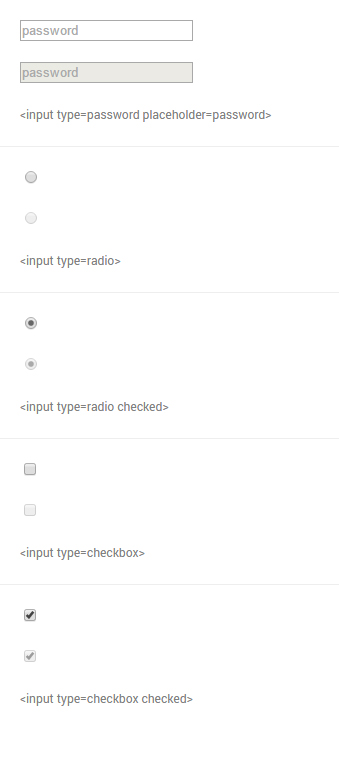 password
password
<input type=password placeholder=password>
<input type=radio>
<input type=radio checked>
<input type=checkbox>
<input type=checkbox checked>